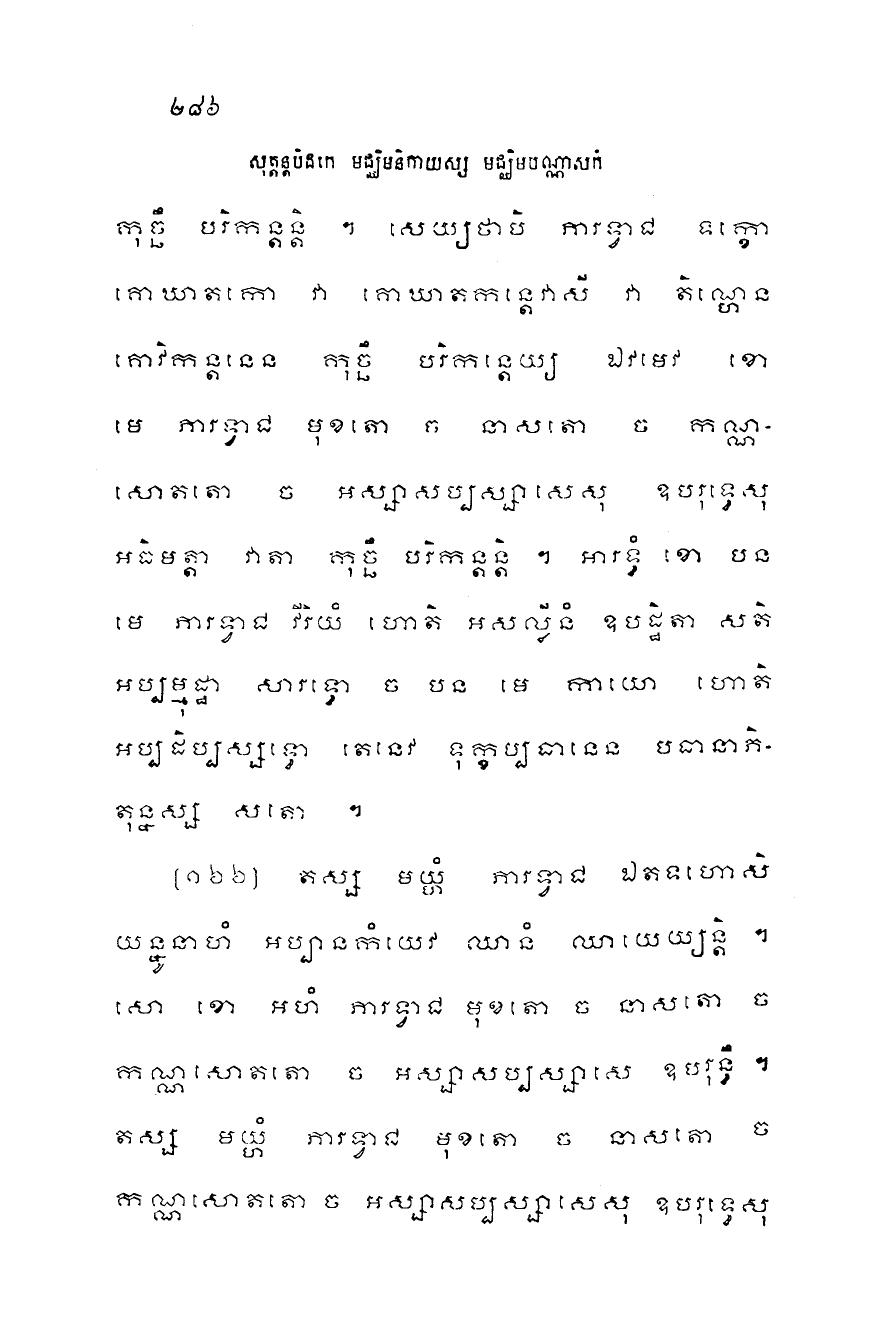 ២៨៦
សុត្តន្តបិដកេ មជ្ឈិមនិកាយស្ស មជ្ឈិមបណ្ណាសកំ
កុច្ឆឹ បរិកន្តន្តិ ។ សេយ្យថាបិ ភារទ្វាជ ទក្ខោ
គោឃាតកោ វា គោឃាតកន្តេវាសី វា តិណ្ហេន
គោវិកន្តនេន កុច្ឆឹ បរិកន្តេយ្យ ឯវមេវ ខោ
មេ ភារទ្វាជ មុខតោ ច នាសតោ ច កណ្ណ-
សោតតោ ច អស្សាសប្បស្សាសេសុ ឧបរុទ្ធេសុ
អធិមត្តា វាតា កុច្ឆឹ បរិកន្តន្តិ ។ អារទ្ធំ ខោ បន
មេ ភារទ្វាជ វីរិយំ ហោតិ អសល្លីនំ ឧបដ្ឋិតា សតិ
អប្បម្មុដ្ឋា សារទ្ធោ ច បន មេ កាយោ ហោតិ
អប្បដិប្បស្សទ្ធោ តេនេវ ទុក្ខប្បធានេន បធានាភិ-
តុន្នស្ស សតោ ។
[១៦៦] តស្ស មយ្ហំ ភារទ្វាជ ឯតទហោសិ
យន្នូនាហំ អប្បានកំយេវ ឈានំ ឈាយេយ្យន្តិ ។
សោ ខោ អហំ ភារទ្វាជ មុខតោ ច នាសតោ ច
កណ្ណសោតតោ ច អស្សាសប្បស្សាសេ ឧបរុន្ធឹ ។
តស្ស មយ្ហំ ភារទ្វាជ មុខតោ ច នាសតោ ច
កណ្ណសោតតោ ច អស្សាសប្បស្សាសេសុ ឧបរុទ្ធេសុ